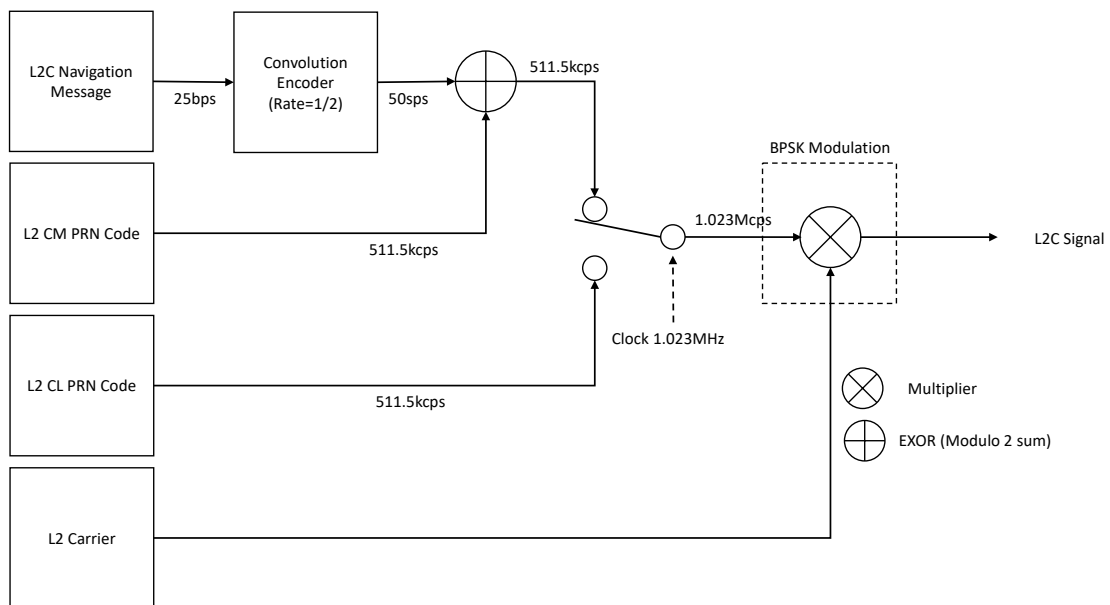 L2C Navigation
Message
25bps
Convolution
Encoder
(Rate=1/2)
50sps
511.5kcps
L2 CM PRN Code
511.5kcps
BPSK Modulation
1.023Mcps
L2C Signal
Clock 1.023MHz
L2 CL PRN Code
511.5kcps
Multiplier
EXOR (Modulo 2 sum)
L2 Carrier